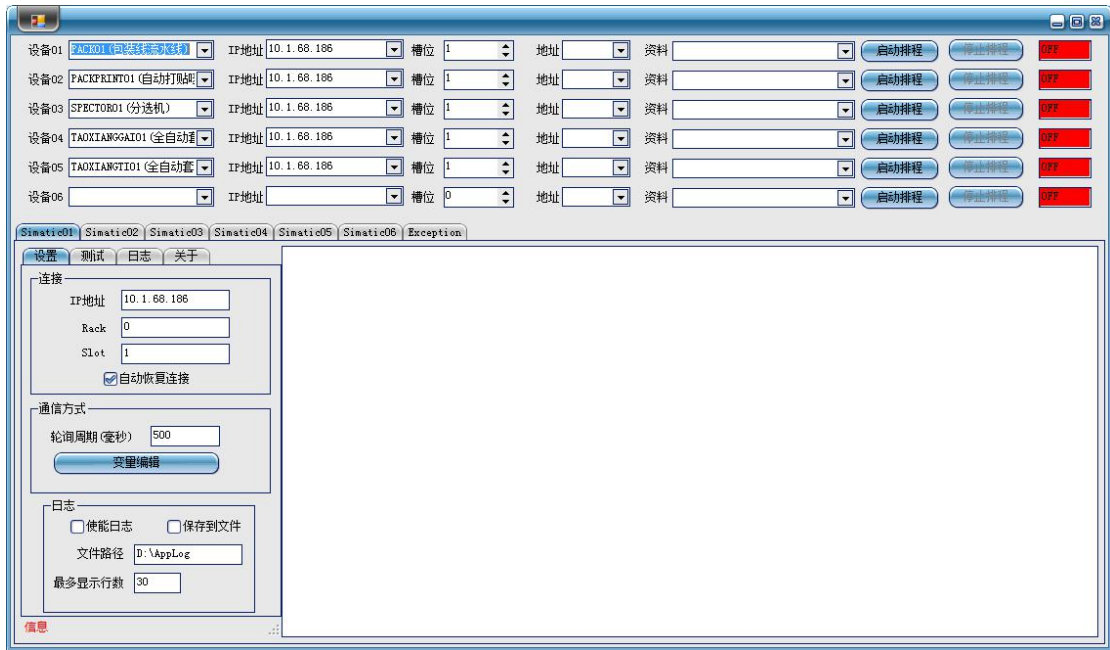 设备01 PACK01(包装线流水线) IP地址 10.1.68.186 槽位 1 地址 资料 启动排程 停止排程 OFF
设备02 PACKPRINT01(自动打贴 IP地址 10.1.68.186 槽位 1 地址 资料 启动排程 停止排程 OFF
设备03 SPECTOR01(分选机) IP地址 10.1.68.186 槽位 1 地址 资料 启动排程 停止排程 OFF
设备04 TAOXIANGGAI01(全自动 IP地址 10.1.68.186 槽位 1 地址 资料 启动排程 停止排程 OFF
设备05 TAOXIANGTI01(全自动套 IP地址 10.1.68.186 槽位 1 地址 资料 启动排程 停止排程 OFF
设备06 IP地址 槽位 0 地址 资料 启动排程 停止排程 OFF
Simatic01 Simatic02 Simatic03 Simatic04 Simatic05 Simatic06 Exception
设置 测试 日志 关于
连接
IP地址 10.1.68.186
Rack 0
Slot 1
自动恢复连接
通信方式
轮询周期(毫秒) 500
变量编辑
日志
使能日志 保存到文件
文件路径 D:\AppLog
最多显示行数 30
信息